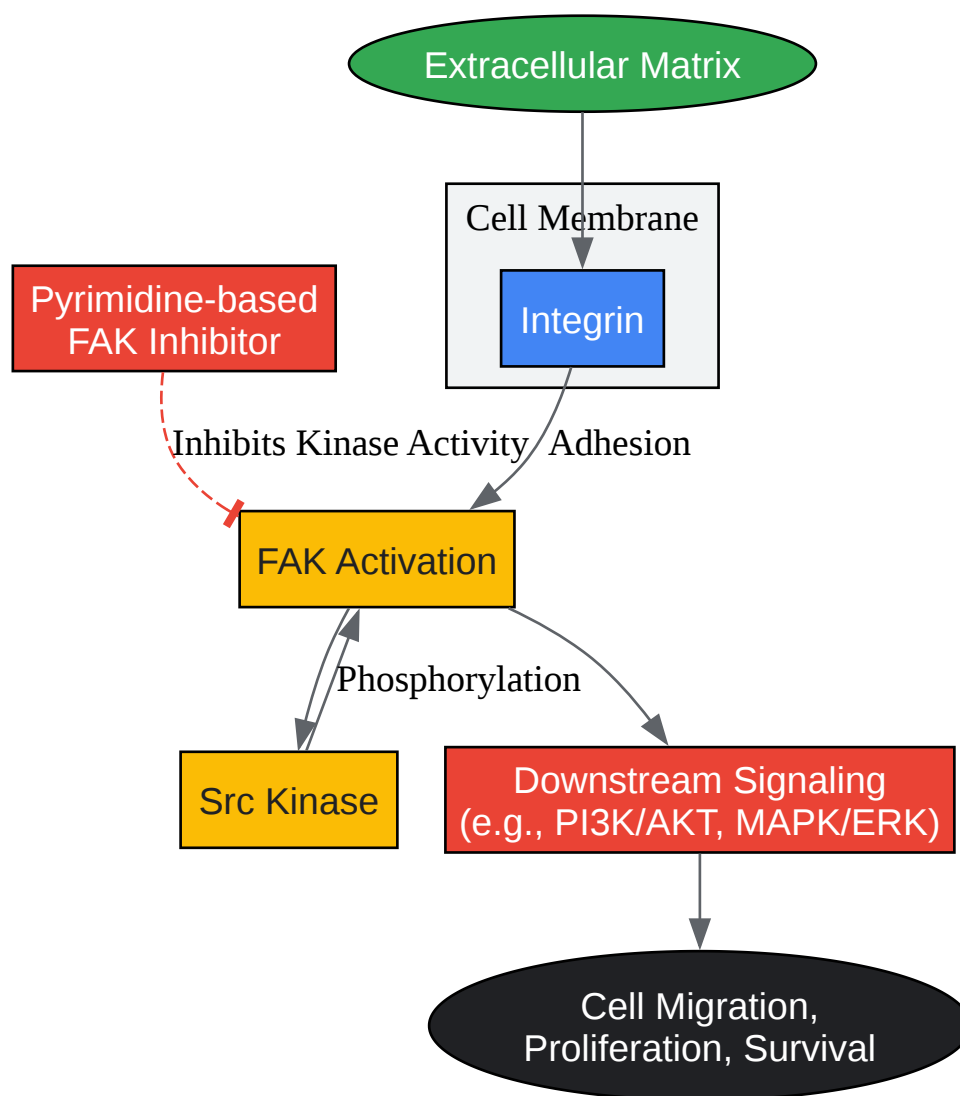 Extracellular Matrix
Cell Membrane
Pyrimidine-based
FAK Inhibitor
Integrin
Inhibits Kinase Activity
Adhesion
FAK Activation
Phosphorylation
Src Kinase
Downstream Signaling
(e.g., PI3K/AKT, MAPK/ERK)
Cell Migration,
Proliferation, Survival